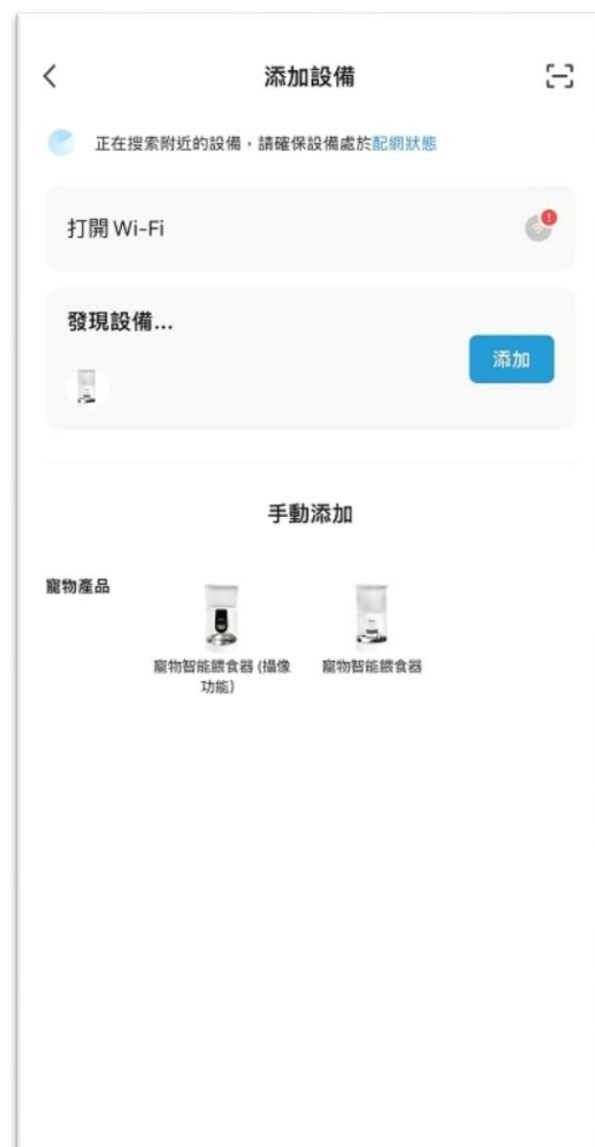 添加設備
正在搜索附近的設備，請確保設備處於配網狀態
打開 Wi-Fi
發現設備...
添加
手動添加
寵物產品
寵物智能餵食器 (攝像
功能)
寵物智能餵食器